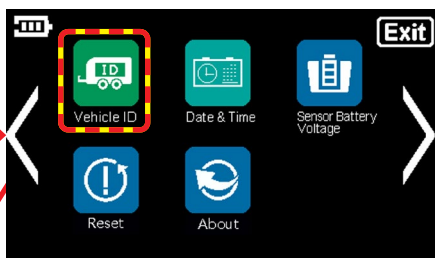 Exit
ID
Vehicle ID
Date & Time
Sensor Battery
Voltage
Reset
About